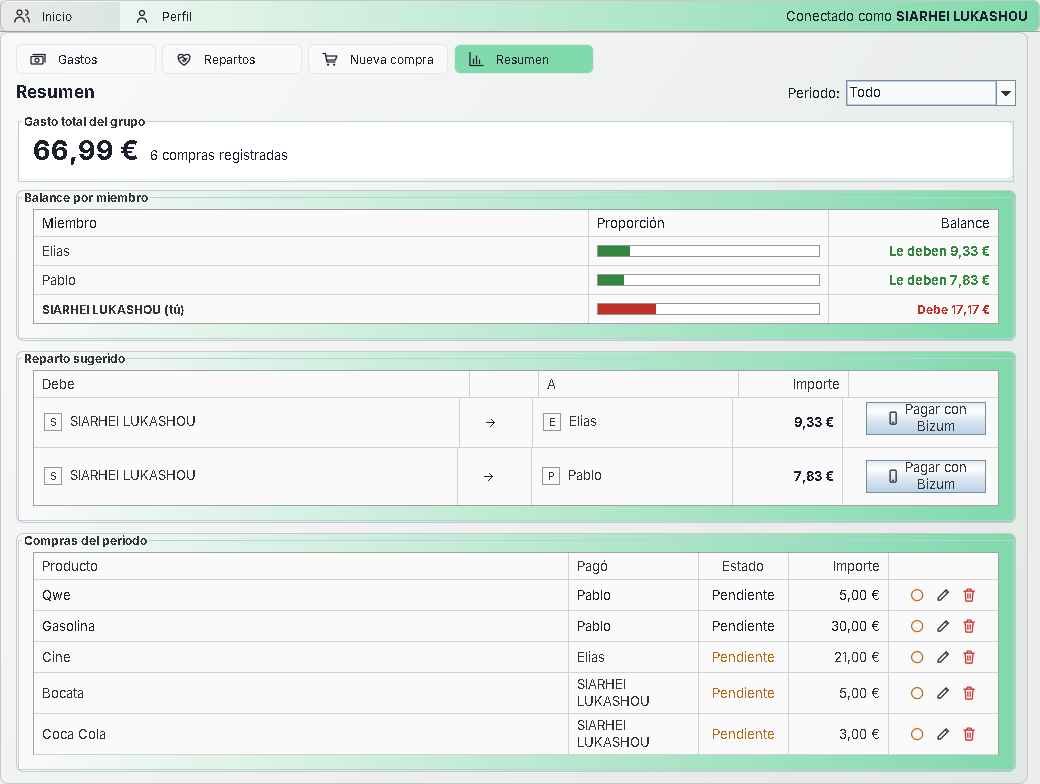 Inicio
Perfil
Conectado como SIARHEI LUKASHOU
Gastos
Repartos
Nueva compra
Resumen
Resumen
Periodo: Todo
Gasto total del grupo
66,99 € 6 compras registradas
Balance por miembro
Miembro Proporción Balance
Elias Le deben 9,33 €
Pablo Le deben 7,83 €
SIARHEI LUKASHOU (tú) Debe 17,17 €
Reparto sugerido
Debe A Importe
S SIARHEI LUKASHOU → E Elias 9,33 € Pagar con
Bizum
S SIARHEI LUKASHOU → P Pablo 7,83 € Pagar con
Bizum
Compras del periodo
Producto Pagó Estado Importe
Qwe Pablo Pendiente 5,00 €
Gasolina Pablo Pendiente 30,00 €
Cine Elias Pendiente 21,00 €
Bocata SIARHEI
LUKASHOU Pendiente 5,00 €
Coca Cola SIARHEI
LUKASHOU Pendiente 3,00 €